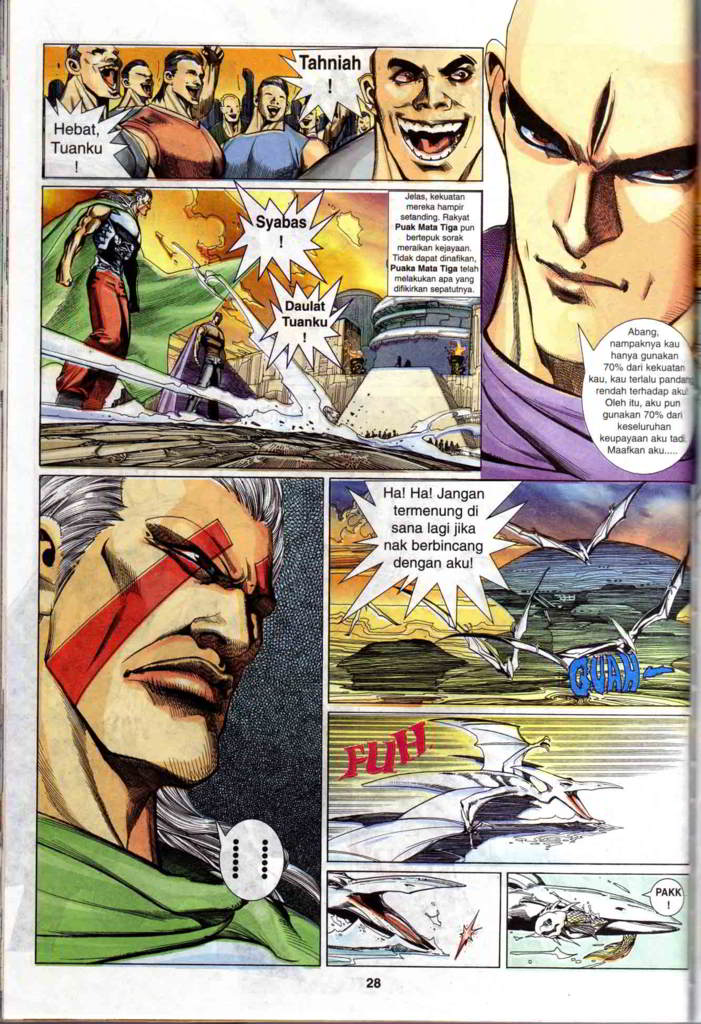 Hebat,
Tuanku
!
Tahniah
!
Syabas
!
Daulat
Tuanku
!
Jelas, kekuatan
mereka hampir
setanding. Rakyat
Puak Mata Tiga pun
bertepuk sorak
meraikan kejayaan.
Tidak dapat dinafikan,
Puaka Mata Tiga telah
melakukan apa yang
difikirkan sepatutnya.
Abang,
nampaknya kau
hanya gunakan
70% dari kekuatan
kau, kau terlalu pandang
rendah terhadap aku.
Oleh itu, aku pun
gunakan 70% dari
keseluruhan
keupayaan aku tadi.
Maafkan aku.....
Ha! Ha! Jangan
termenung di
sana lagi jika
nak berbincang
dengan aku!
GUAH
FUH
PAKK
!
28